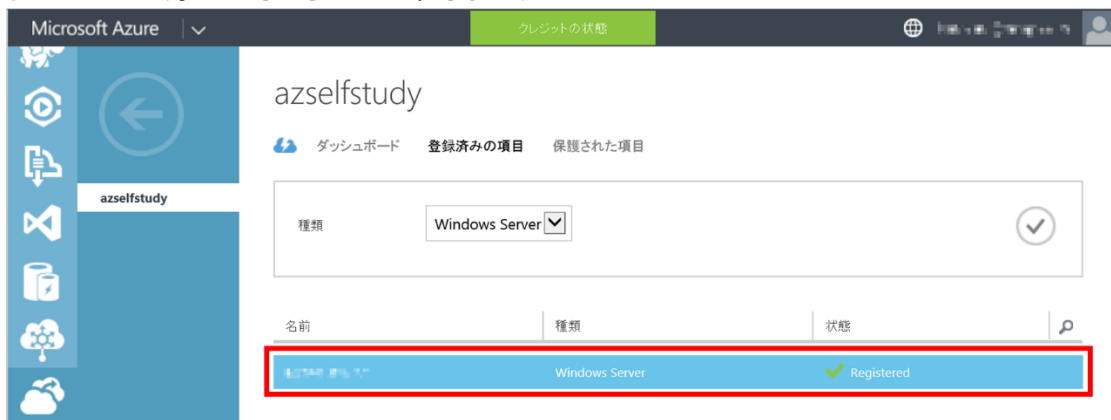 Microsoft Azure
クレジットの状態
azselfstudy
ダッシュボード 登録済みの項目 保護された項目
azselfstudy
種類 Windows Server
名前 種類 状態
Windows Server Registered